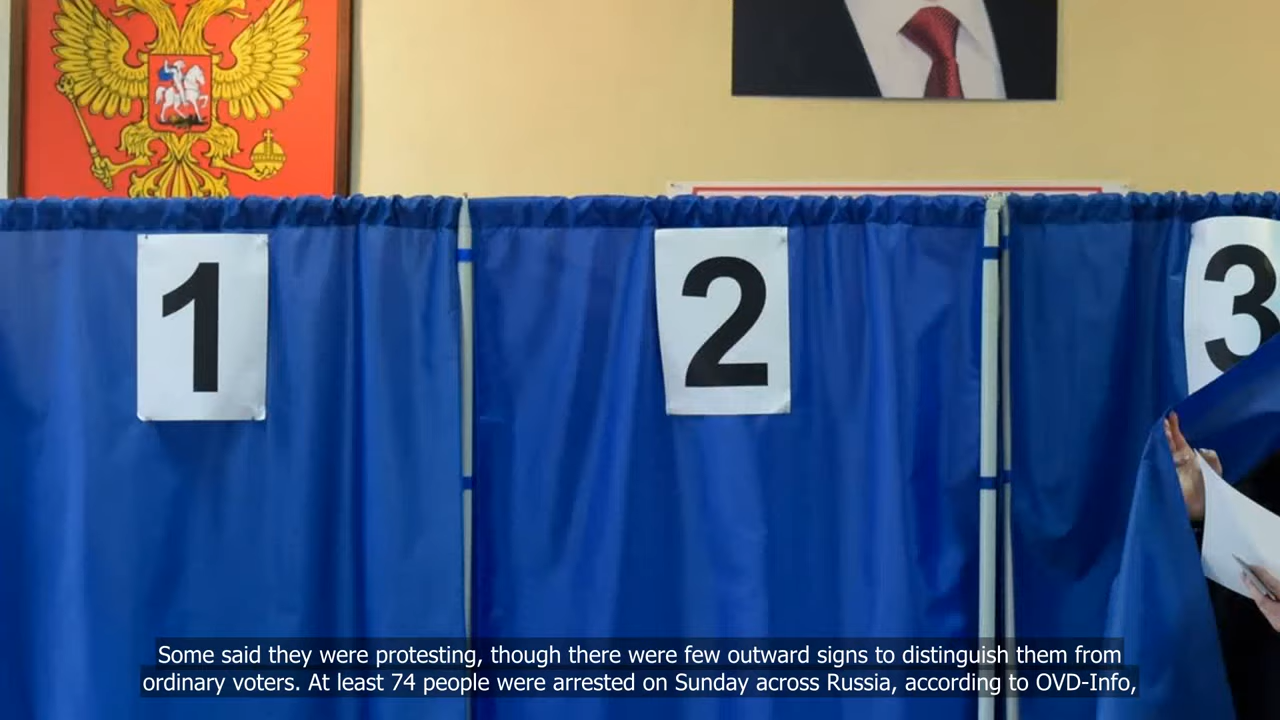 1
2
3
Some said they were protesting, though there were few outward signs to distinguish them from
ordinary voters. At least 74 people were arrested on Sunday across Russia, according to OVD-Info,